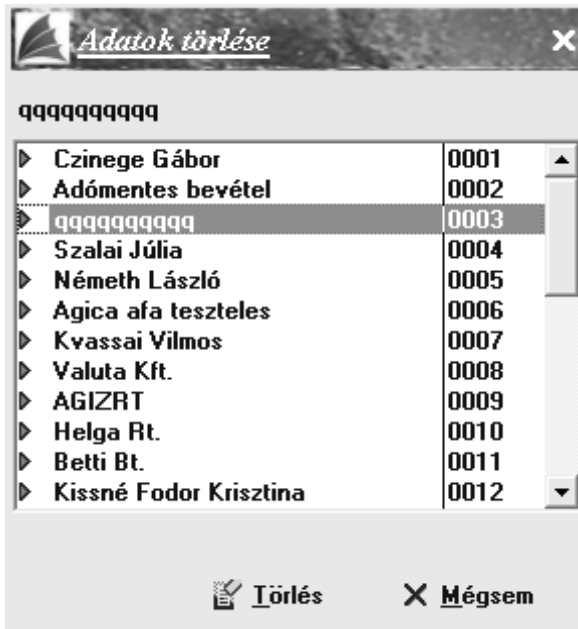 Adatok törlése
qqqqqqqqqq
Czinege Gábor 0001
Adómentes bevétel 0002
qqqqqqqqqq 0003
Szalai Júlia 0004
Németh László 0005
Agica afa teszteles 0006
Kvassai Vilmos 0007
Valuta Kft. 0008
AGIZRT 0009
Helga Rt. 0010
Betti Bt. 0011
Kissné Fodor Krisztina 0012
Törlés Mégsem